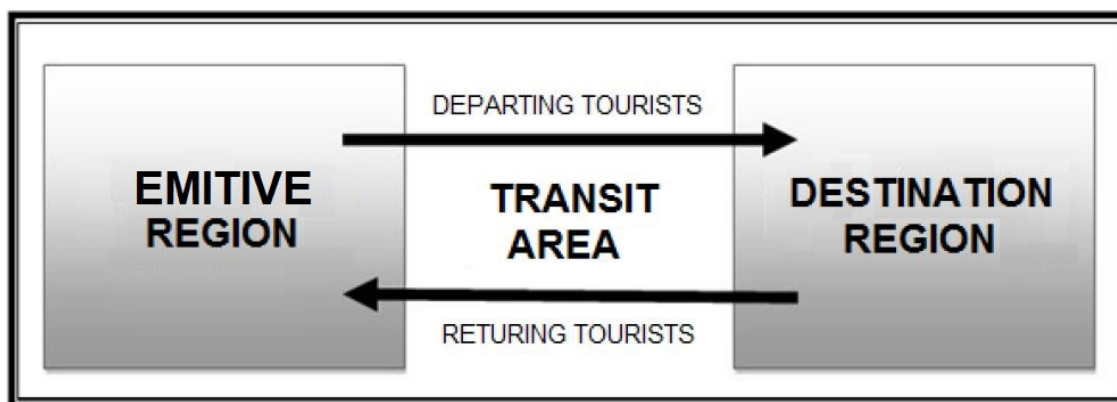 DEPARTING TOURISTS
EMITIVE
REGION
TRANSIT
AREA
DESTINATION
REGION
RETURING TOURISTS